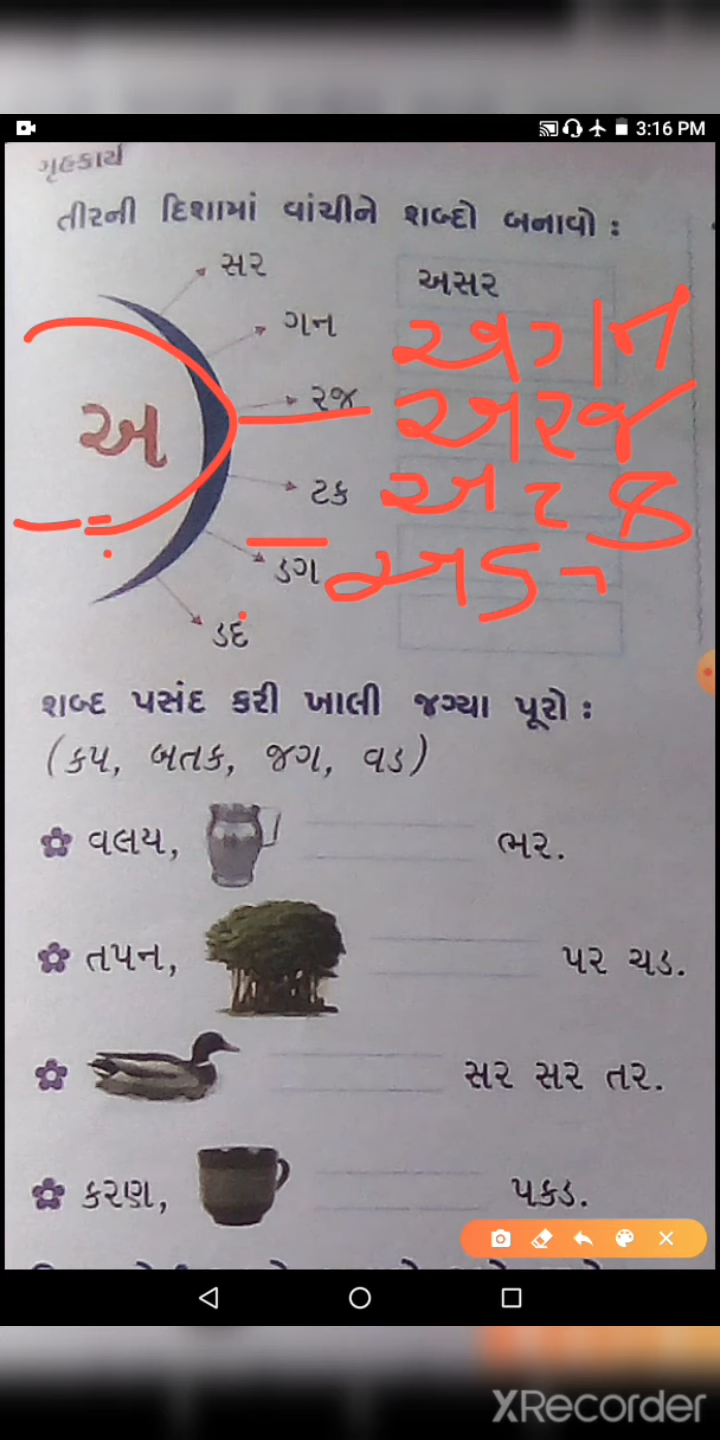 3:16 PM
ગૃહકાર્ય
તીરની દિશામાં વાંચીને શબ્દો બનાવો :
સર
અસર
ગન
અગન
અ
રજ
અરજ
ટક
અટક
ડગ
અડગ
ડદ
શબ્દ પસંદ કરી ખાલી જગ્યા પૂરો :
(કપ, બતક, જગ, વડ)
વલય, ભર.
તપન, પર ચડ.
સર સર તર.
કરણ, પકડ.
XRecorder